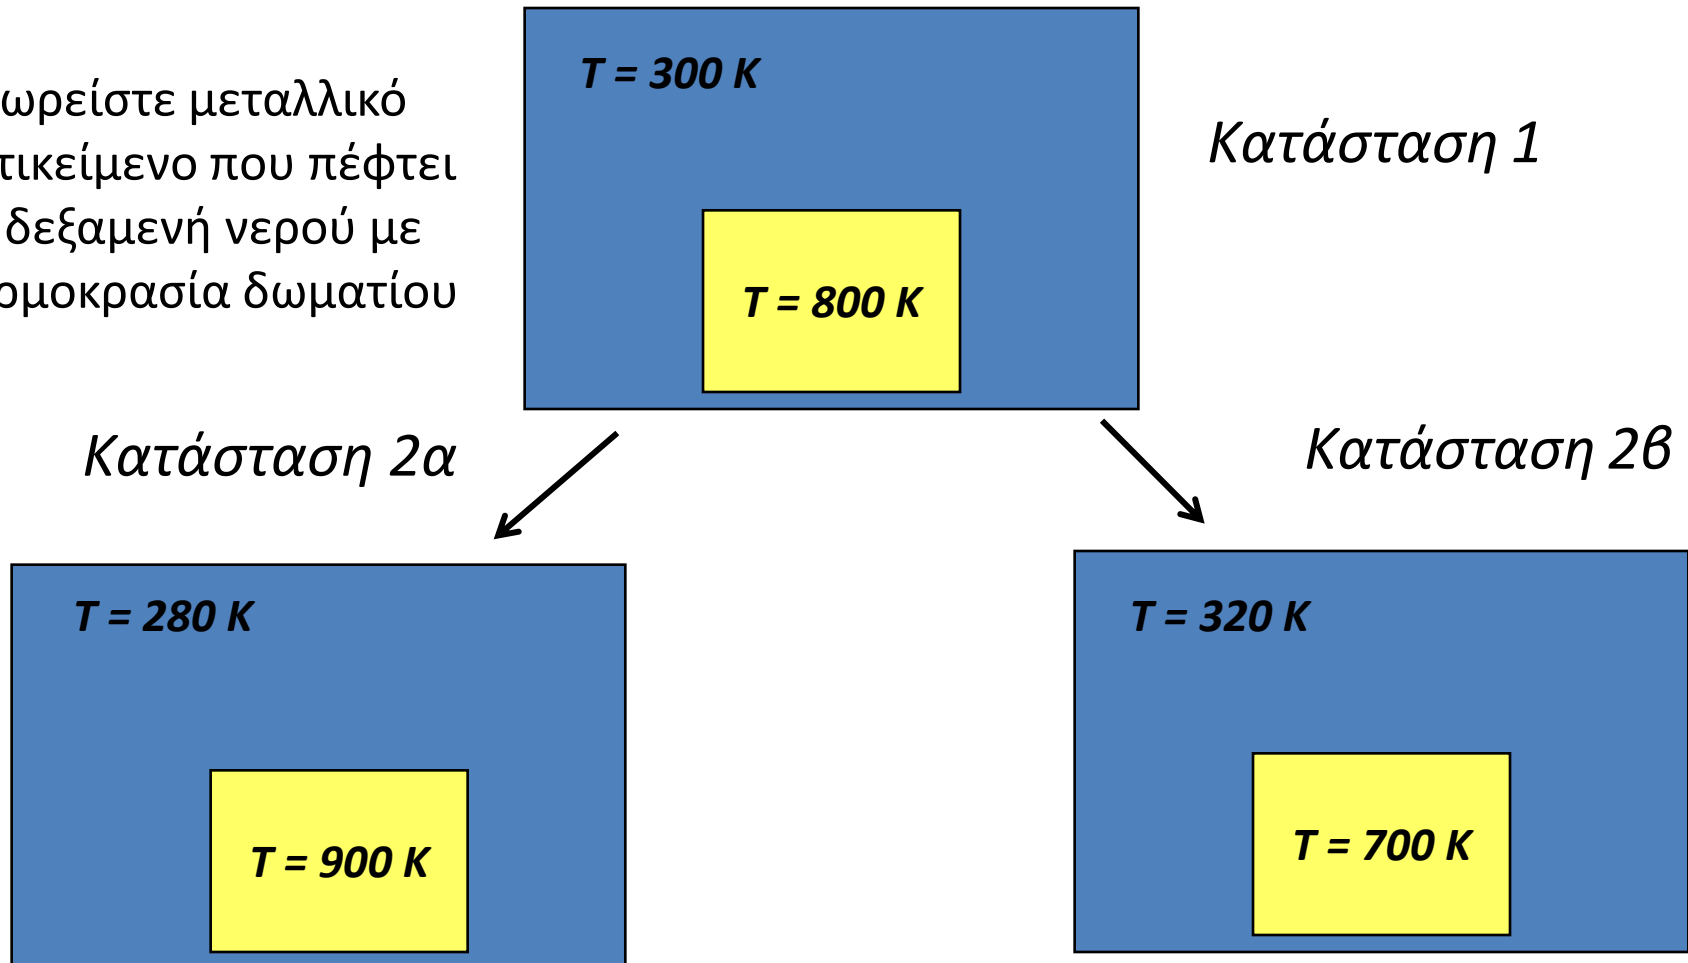 ωρείστε μεταλλικό
τικείμενο που πέφτει
δεξαμενή νερού με
ρμοκρασία δωματίου
T = 300 K
T = 800 K
Κατάσταση 1
Κατάσταση 2α
Κατάσταση 2β
T = 280 K
T = 900 K
T = 320 K
T = 700 K